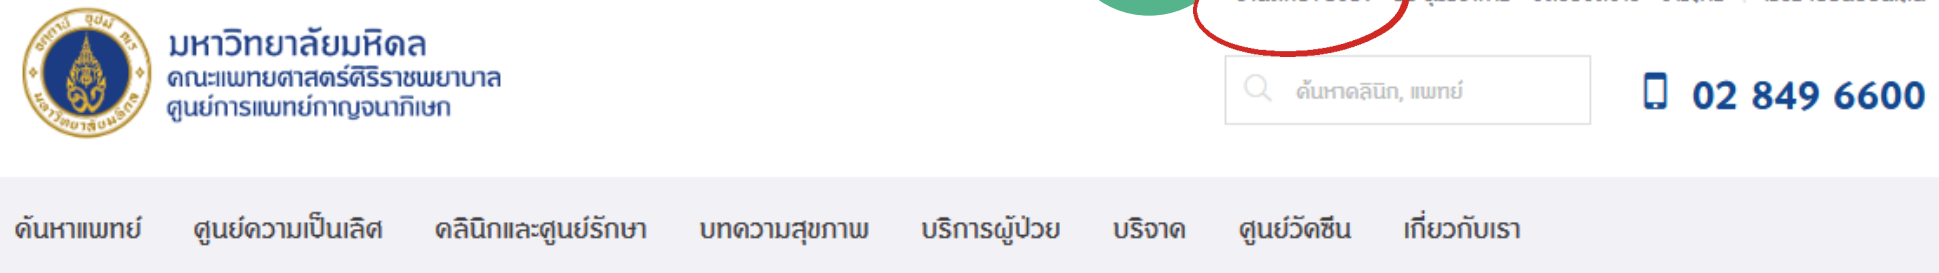 มหาวิทยาลัยมหิดล
คณะแพทยศาสตร์ศิริราชพยาบาล
ศูนย์การแพทย์กาญจนาภิเษก
ค้นหาคลินิก, แพทย์
02 849 6600
ค้นหาแพทย์ ศูนย์ความเป็นเลิศ คลินิกและศูนย์รักษา บทความสุขภาพ บริการผู้ป่วย บริจาค ศูนย์วัคซีน เกี่ยวกับเรา